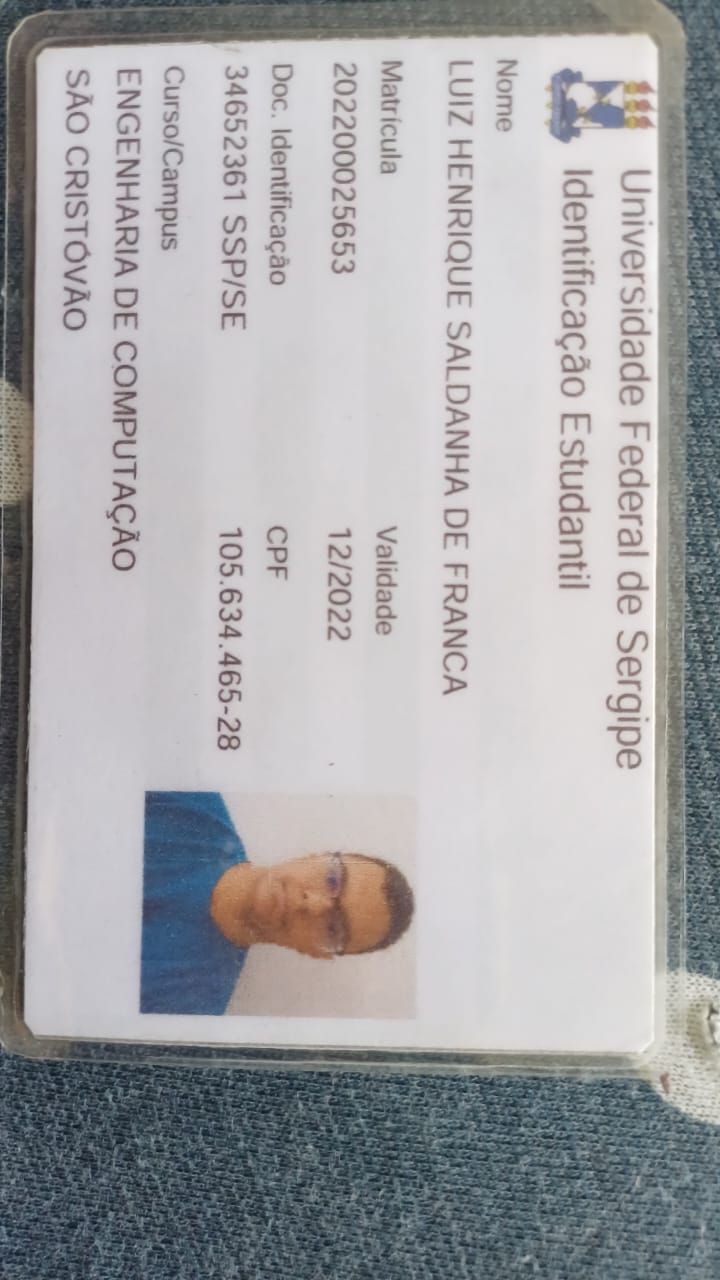 Universidade Federal de Sergipe
Identificação Estudantil
Nome
LUIZ HENRIQUE SALDANHA DE FRANCA
Matrícula Validade
202200025653 12/2022
Doc. Identificação CPF
34652361 SSP/SE 105.634.465-28
Curso/Campus
ENGENHARIA DE COMPUTAÇÃO
SÃO CRISTÓVÃO